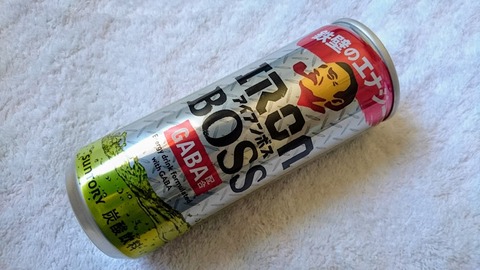 鉄壁のエナジ
IRON
アイアンボス
BOSS
GABA
配合
Energy drink formulated
with GABA
SUNTORY
炭酸飲料